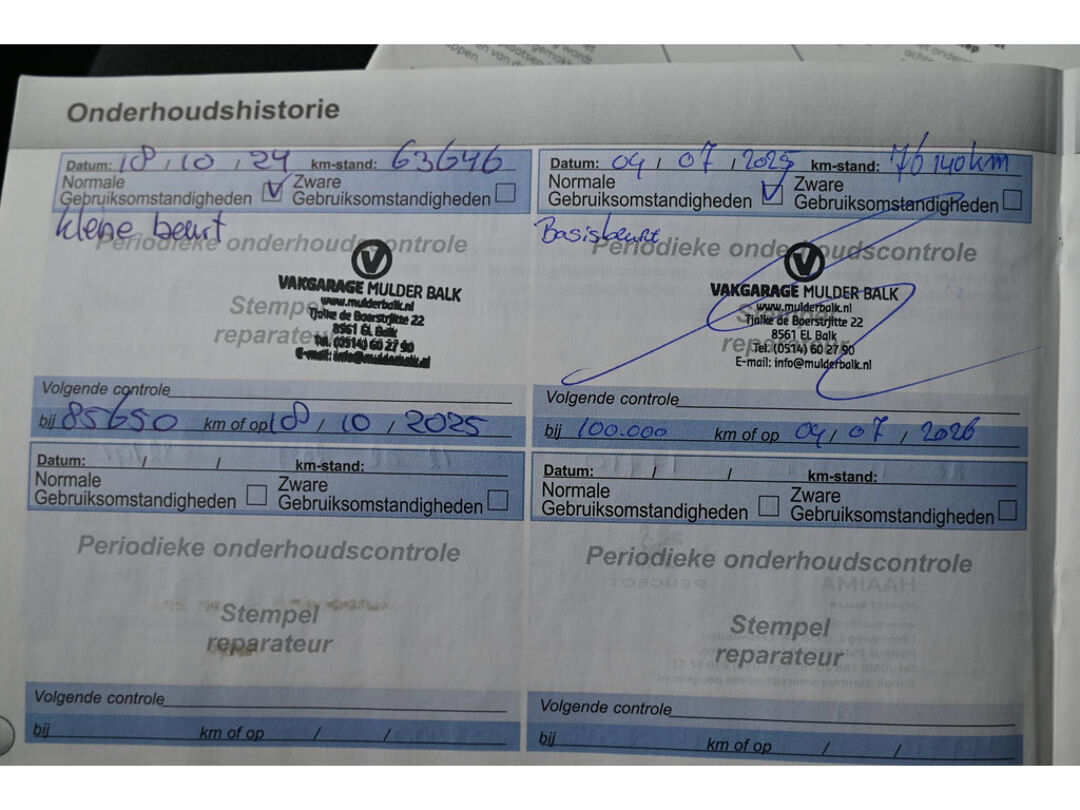 Onderhoudshistorie
Datum: 18 / 10 / 24 km-stand: 63646
Normale Gebruiksomstandigheden Zware Gebruiksomstandigheden
kleine beurt
Periodieke onderhoudscontrole
VAKGARAGE MULDER BALK
www.mulderbalk.nl
Stempel
Tjalke de Boerstrjitte 22
8561 EL Balk
reparateur
Tel. (0514) 60 27 90
E-mail: info@mulderbalk.nl
Volgende controle
bij 85650 km of op 18 / 10 / 2025
Datum: 04 / 07 / 2025 km-stand: 76140km
Normale Gebruiksomstandigheden Zware Gebruiksomstandigheden
Basisbeurt
Periodieke onderhoudscontrole
VAKGARAGE MULDER BALK
www.mulderbalk.nl
Stempel
Tjalke de Boerstrjitte 22
8561 EL Balk
reparateur
Tel. (0514) 60 27 90
E-mail: info@mulderbalk.nl
Volgende controle
bij 100.000 km of op 04 / 07 / 2026
Datum: / / km-stand:
Normale Gebruiksomstandigheden Zware Gebruiksomstandigheden
Periodieke onderhoudscontrole
Stempel
reparateur
Volgende controle
bij km of op / /
Datum: / / km-stand:
Normale Gebruiksomstandigheden Zware Gebruiksomstandigheden
Periodieke onderhoudscontrole
Stempel
reparateur
Volgende controle
bij km of op / /